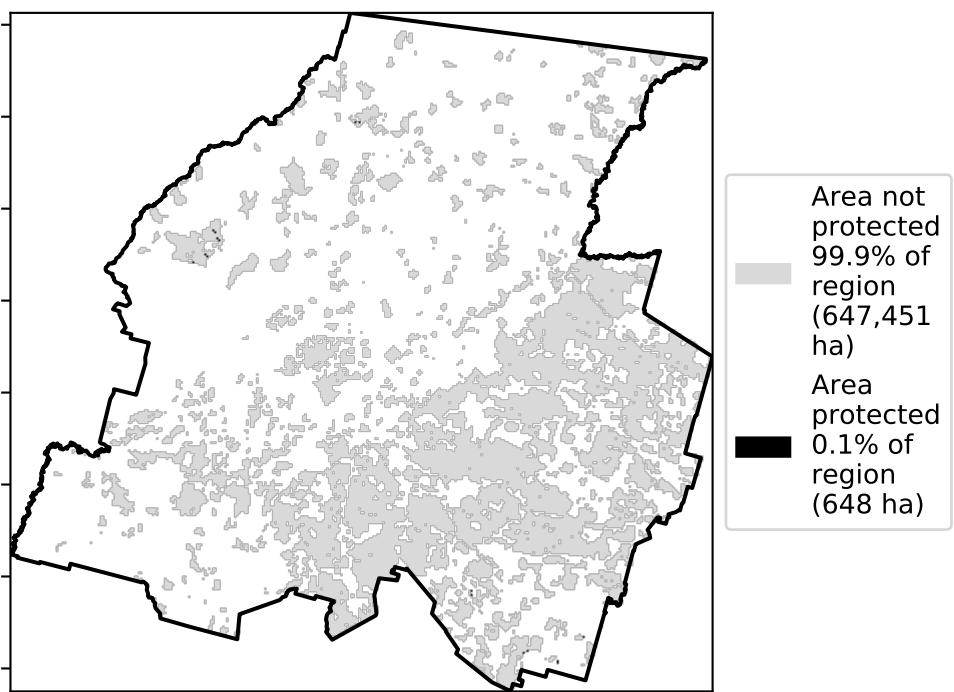 Area not
protected
99.9% of
region
(647,451
ha)
Area
protected
0.1% of
region
(648 ha)